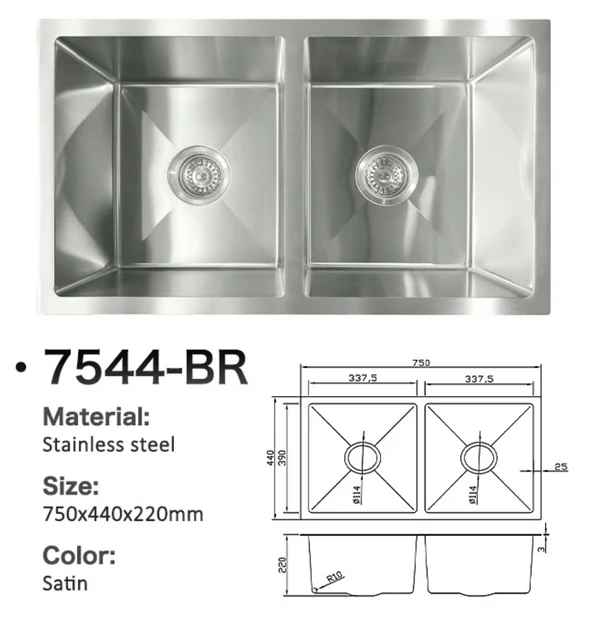 • 7544-BR
Material:
Stainless steel
Size:
750x440x220mm
Color:
Satin
750
337,5 337,5
440
390
Ø114 Ø114
25
220
R10
3